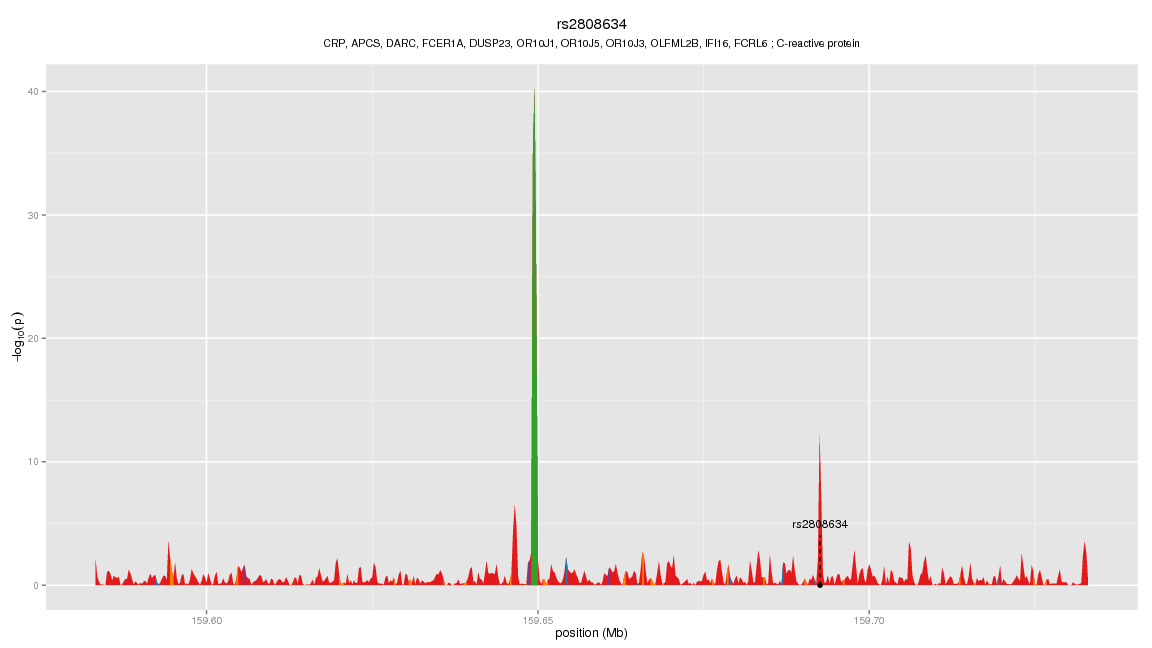 rs2808634
CRP, APCS, DARC, FCER1A, DUSP23, OR10J1, OR10J5, OR10J3, OLFML2B, IFI16, FCRL6 ; C-reactive protein
40
30
20
10
0
−log10(p)
rs2808634
159.60
159.65
159.70
position (Mb)